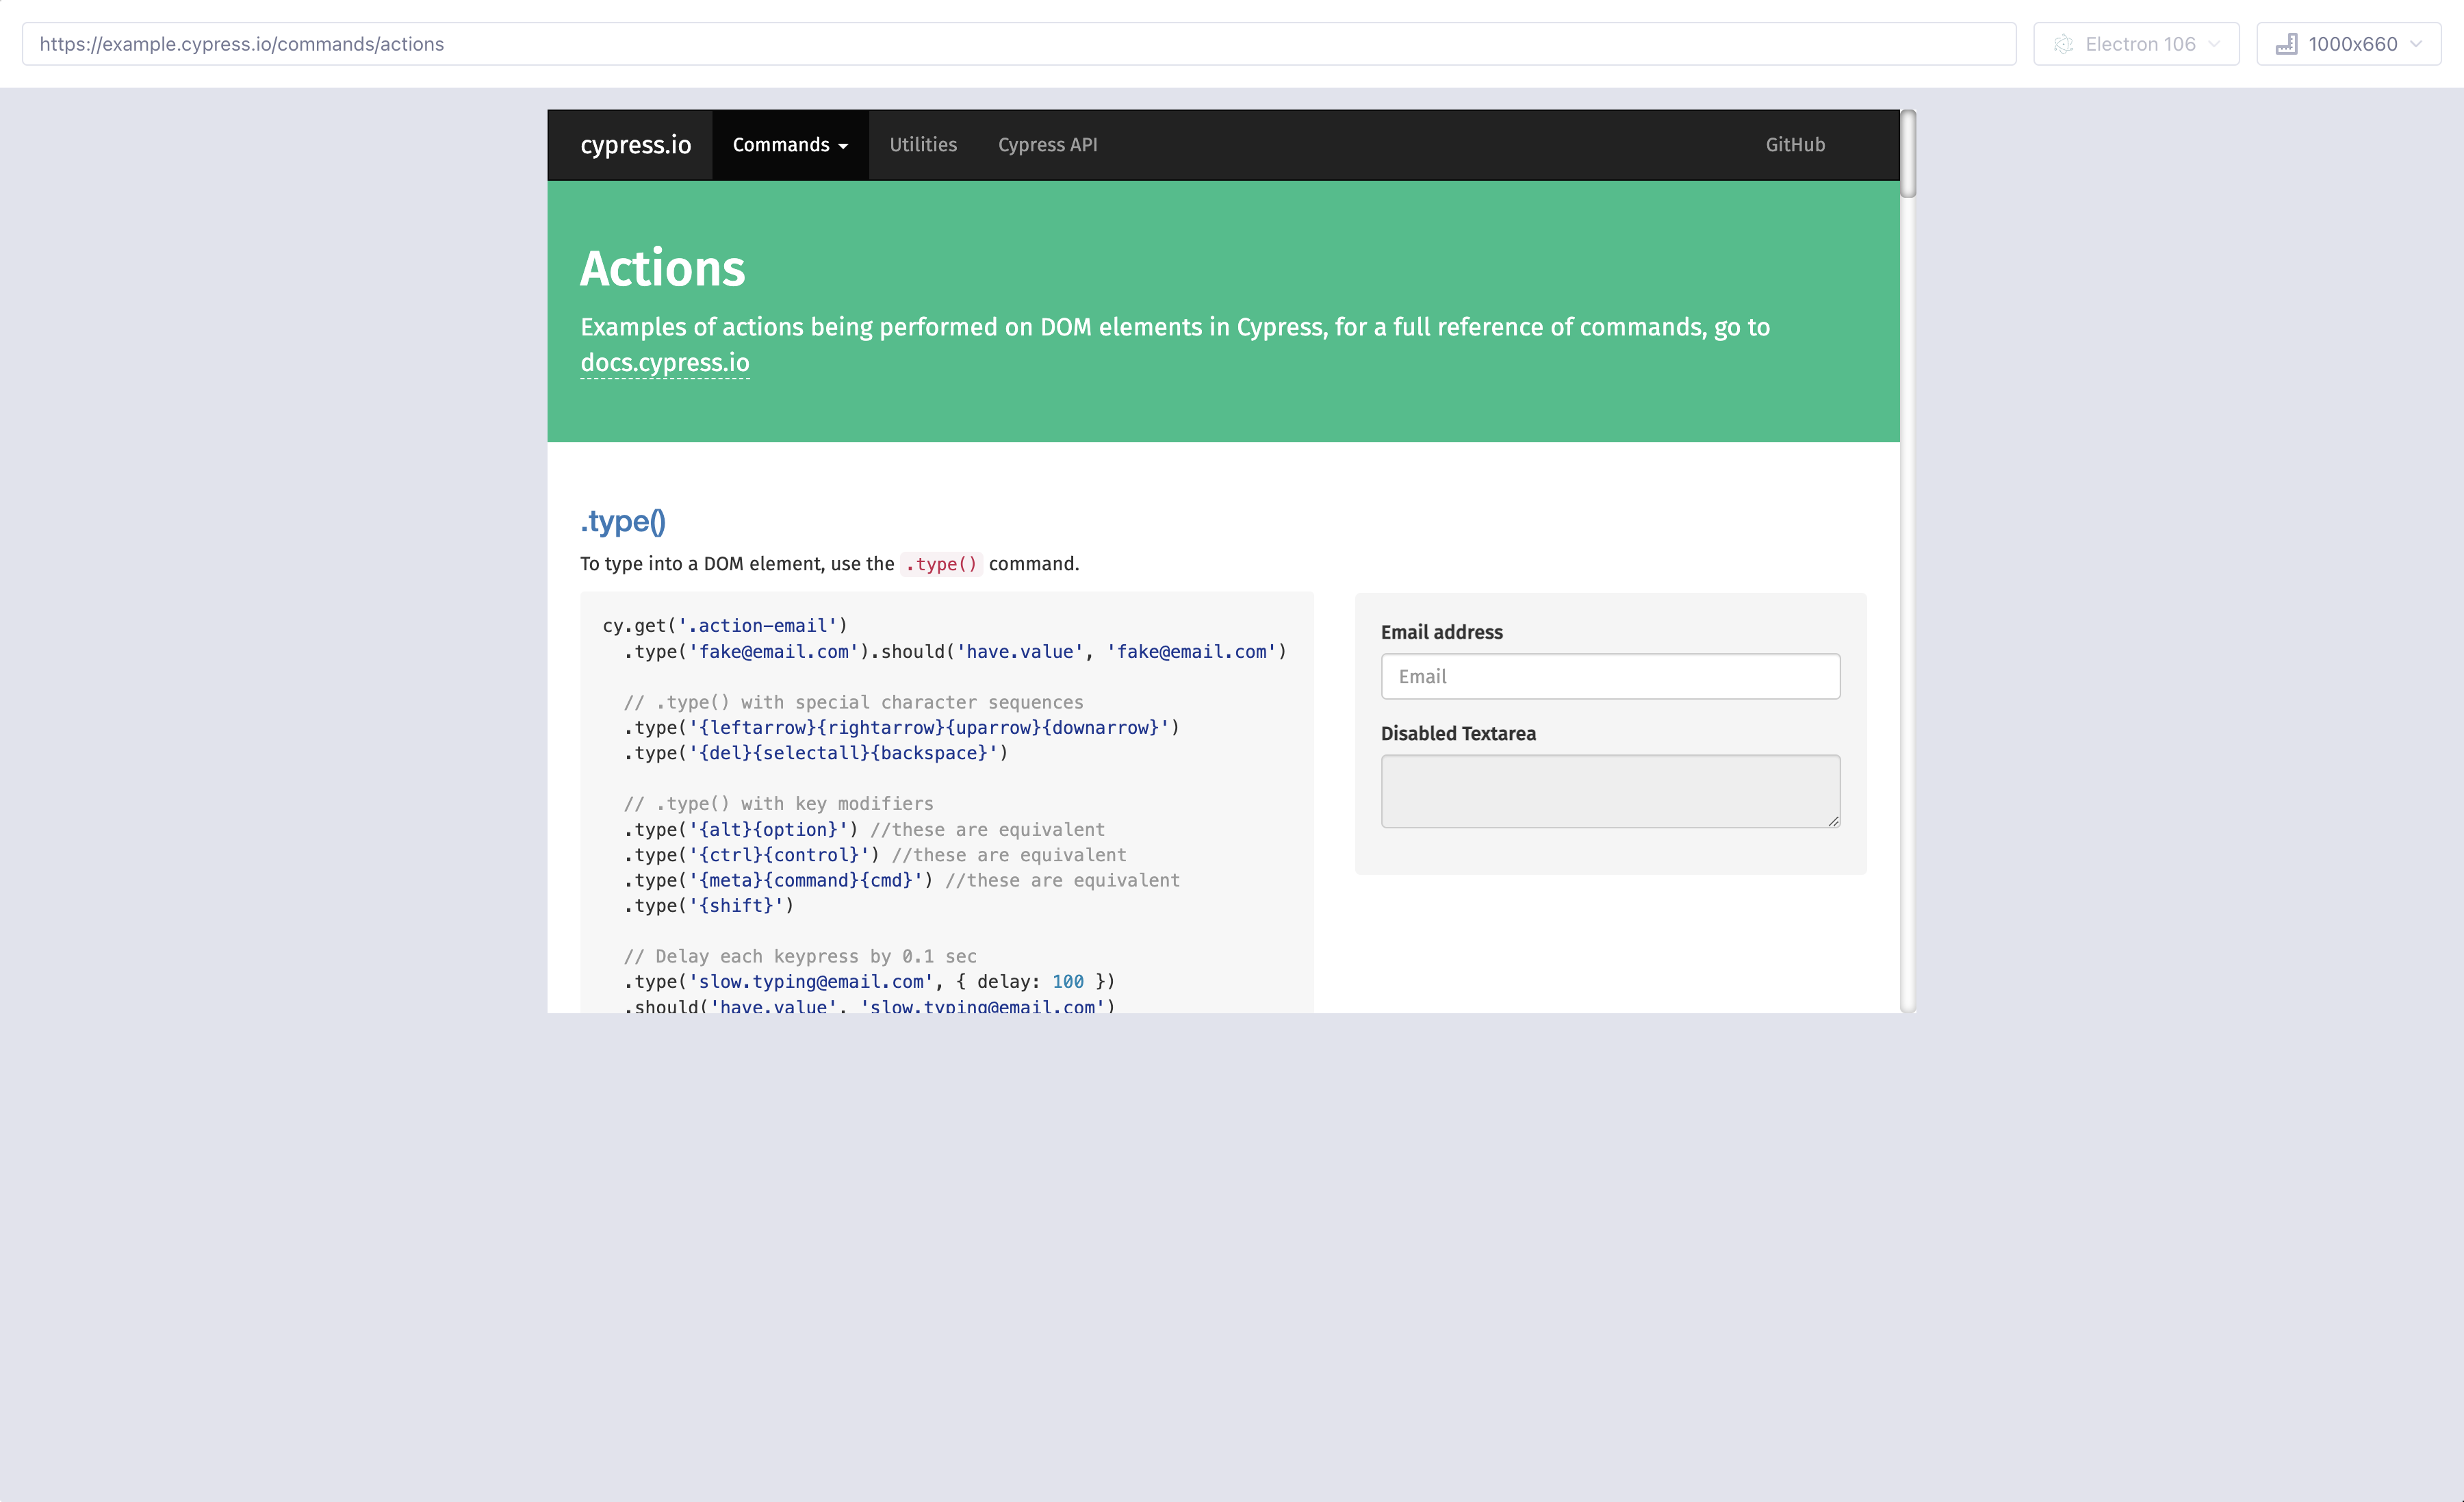 https://example.cypress.io/commands/actions
Electron 106
1000x660
cypress.io
Commands
Utilities
Cypress API
GitHub
Actions
Examples of actions being performed on DOM elements in Cypress, for a full reference of commands, go to
docs.cypress.io
.type()
To type into a DOM element, use the .type() command.
cy.get('.action-email')
  .type('fake@email.com').should('have.value', 'fake@email.com')
  // .type() with special character sequences
  .type('{leftarrow}{rightarrow}{uparrow}{downarrow}')
  .type('{del}{selectall}{backspace}')
  // .type() with key modifiers
  .type('{alt}{option}') //these are equivalent
  .type('{ctrl}{control}') //these are equivalent
  .type('{meta}{command}{cmd}') //these are equivalent
  .type('{shift}')
  // Delay each keypress by 0.1 sec
  .type('slow.typing@email.com', { delay: 100 })
  .should('have.value', 'slow.typing@email.com')
Email address
Email
Disabled Textarea